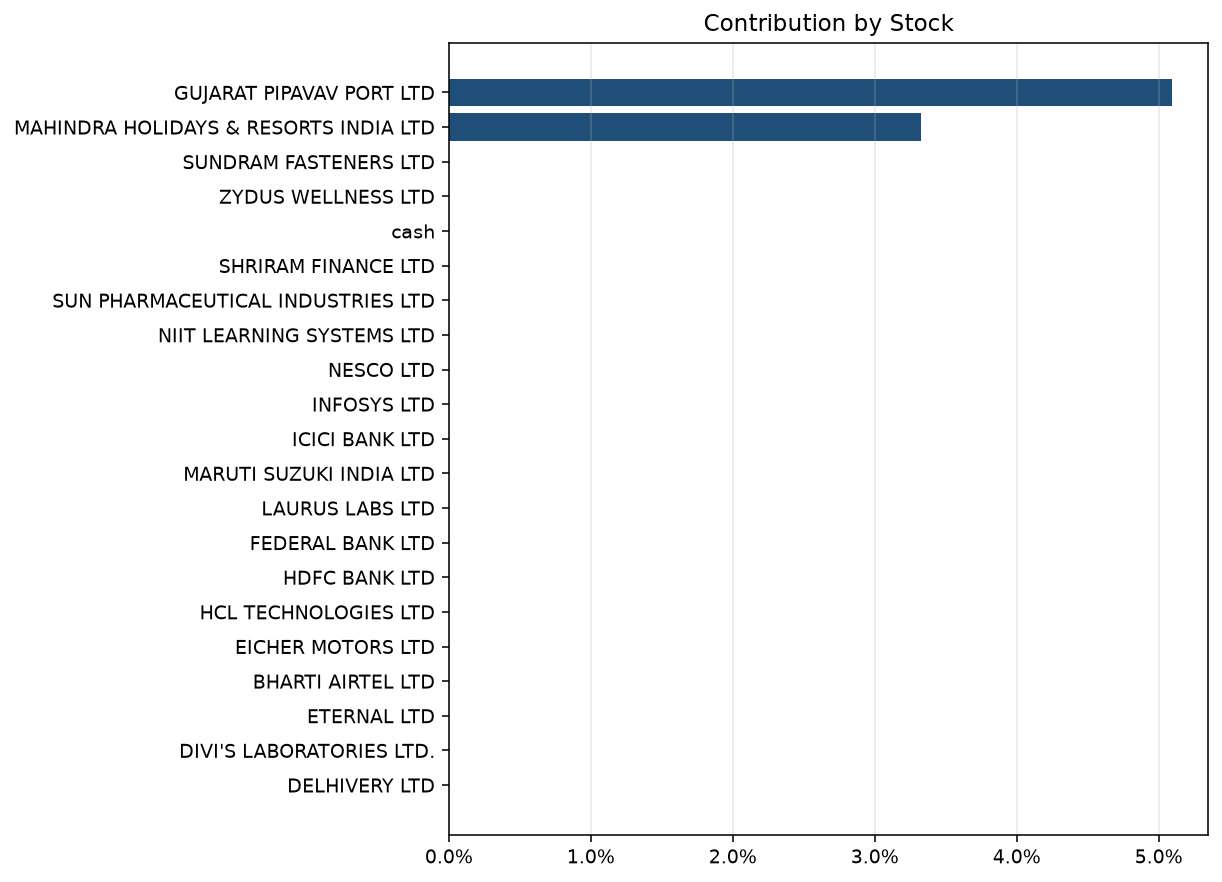 Contribution by Stock
GUJARAT PIPAVAV PORT LTD
MAHINDRA HOLIDAYS & RESORTS INDIA LTD
SUNDRAM FASTENERS LTD
ZYDUS WELLNESS LTD
cash
SHRIRAM FINANCE LTD
SUN PHARMACEUTICAL INDUSTRIES LTD
NIIT LEARNING SYSTEMS LTD
NESCO LTD
INFOSYS LTD
ICICI BANK LTD
MARUTI SUZUKI INDIA LTD
LAURUS LABS LTD
FEDERAL BANK LTD
HDFC BANK LTD
HCL TECHNOLOGIES LTD
EICHER MOTORS LTD
BHARTI AIRTEL LTD
ETERNAL LTD
DIVI'S LABORATORIES LTD.
DELHIVERY LTD
0.0% 1.0% 2.0% 3.0% 4.0% 5.0%